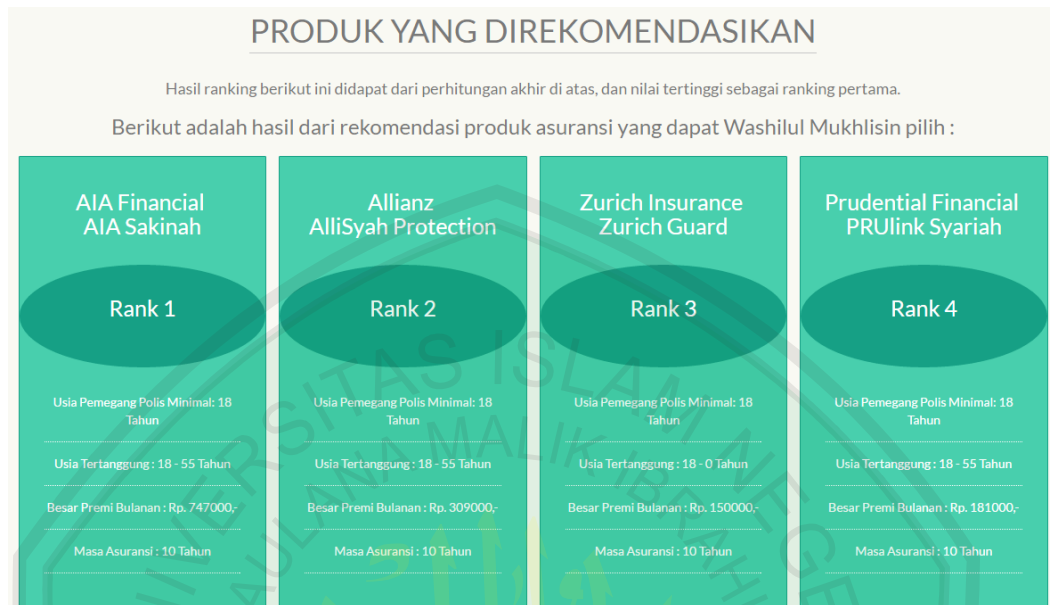 PRODUK YANG DIREKOMENDASIKAN
Hasil ranking berikut ini didapat dari perhitungan akhir di atas, dan nilai tertinggi sebagai ranking pertama.
Berikut adalah hasil dari rekomendasi produk asuransi yang dapat Washilul Mukhlisin pilih :
AIA Financial
AIA Sakinah
Rank 1
Usia Pemegang Polis Minimal: 18
Tahun
Usia Tertanggung : 18 - 55 Tahun
Besar Premi Bulanan : Rp. 747000,-
Masa Asuransi : 10 Tahun
Allianz
AlliSyah Protection
Rank 2
Usia Pemegang Polis Minimal: 18
Tahun
Usia Tertanggung : 18 - 55 Tahun
Besar Premi Bulanan : Rp. 309000,-
Masa Asuransi : 10 Tahun
Zurich Insurance
Zurich Guard
Rank 3
Usia Pemegang Polis Minimal: 18
Tahun
Usia Tertanggung : 18 - 0 Tahun
Besar Premi Bulanan : Rp. 150000,-
Masa Asuransi : 10 Tahun
Prudential Financial
PRUlink Syariah
Rank 4
Usia Pemegang Polis Minimal: 18
Tahun
Usia Tertanggung : 18 - 55 Tahun
Besar Premi Bulanan : Rp. 181000,-
Masa Asuransi : 10 Tahun
VERSITAS ISLAM NEGE
MAULANA MALIK IBRAHI